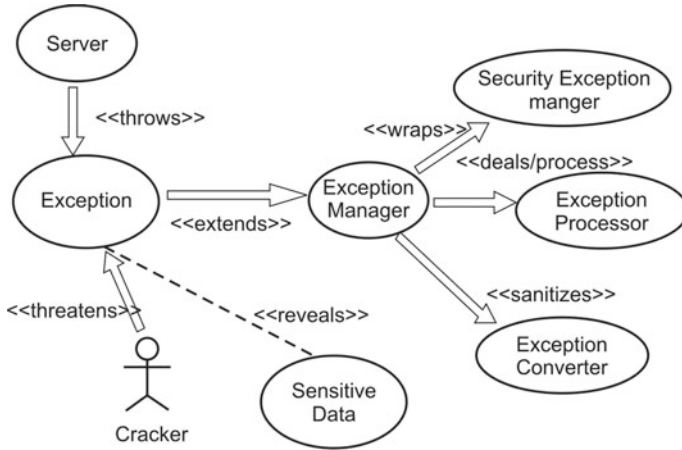 Server
Security Exception
manger
<<throws>>
<<wraps>>
<<deals/process>>
Exception
<<extends>>
Exception
Manager
Exception
Processor
<<threatens>>
<<reveals>>
<<sanitizes>>
Exception
Converter
Sensitive
Data
Cracker